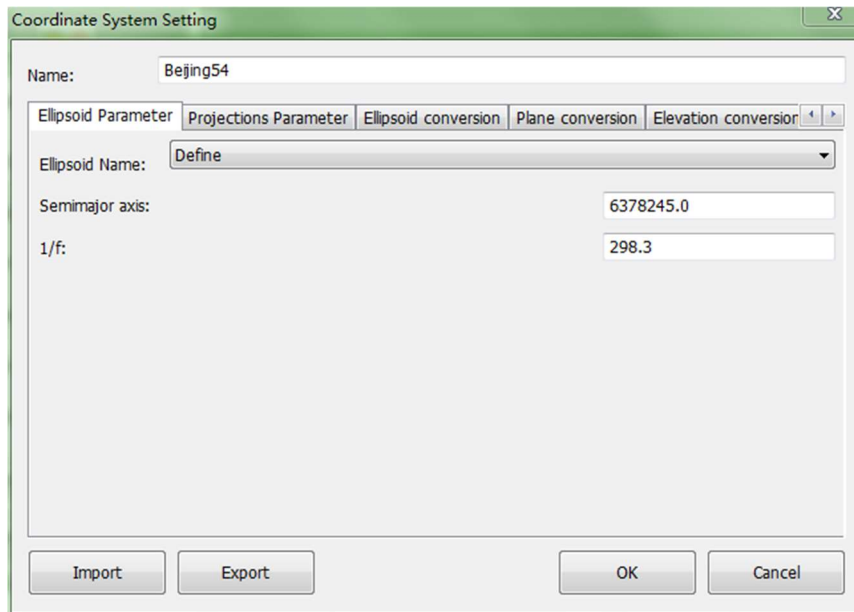 Coordinate System Setting
Name: Beijing54
Ellipsoid Parameter Projections Parameter Ellipsoid conversion Plane conversion Elevation conversion
Ellipsoid Name: Define
Semimajor axis: 6378245.0
1/f: 298.3
Import Export OK Cancel